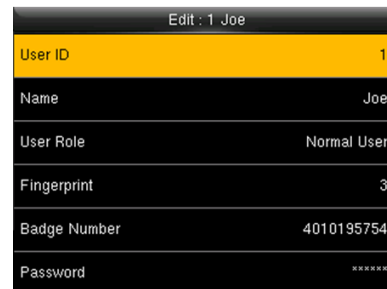 Edit : 1 Joe
User ID 1
Name Joe
User Role Normal User
Fingerprint 3
Badge Number 4010195754
Password ******